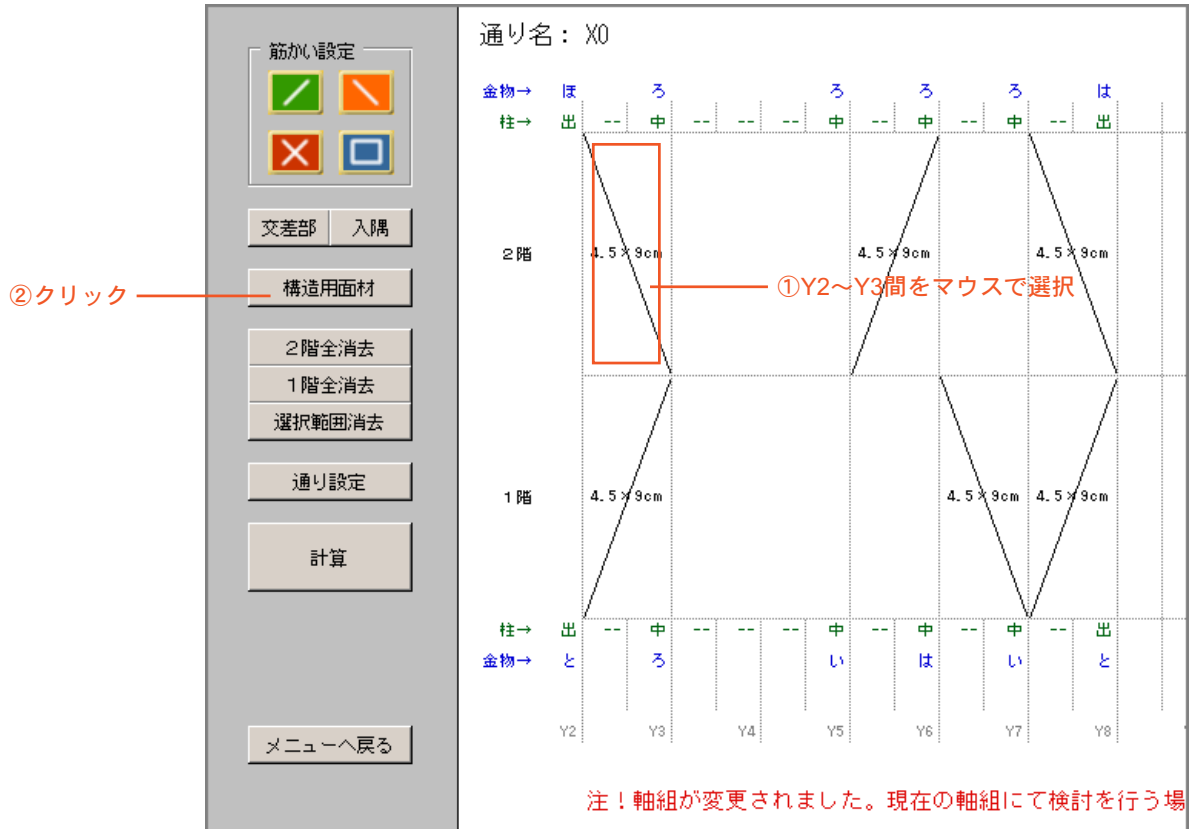 通り名： X0
筋かい設定
金物→ ほ ろ ろ ろ ろ は
柱→ 出 -- 中 -- -- -- 中 -- 中 -- 中 -- 出
交差部 入隅
2階 4.5×9cm 4.5×9cm 4.5×9cm
②クリック
構造用面材
①Y2～Y3間をマウスで選択
2階全消去
1階全消去
選択範囲消去
通り設定
1階 4.5×9cm 4.5×9cm 4.5×9cm
計算
柱→ 出 -- 中 -- -- -- 中 -- 中 -- 中 -- 出
金物→ と ろ い は い と
Y2 Y3 Y4 Y5 Y6 Y7 Y8
メニューへ戻る
注！軸組が変更されました。現在の軸組にて検討を行う場